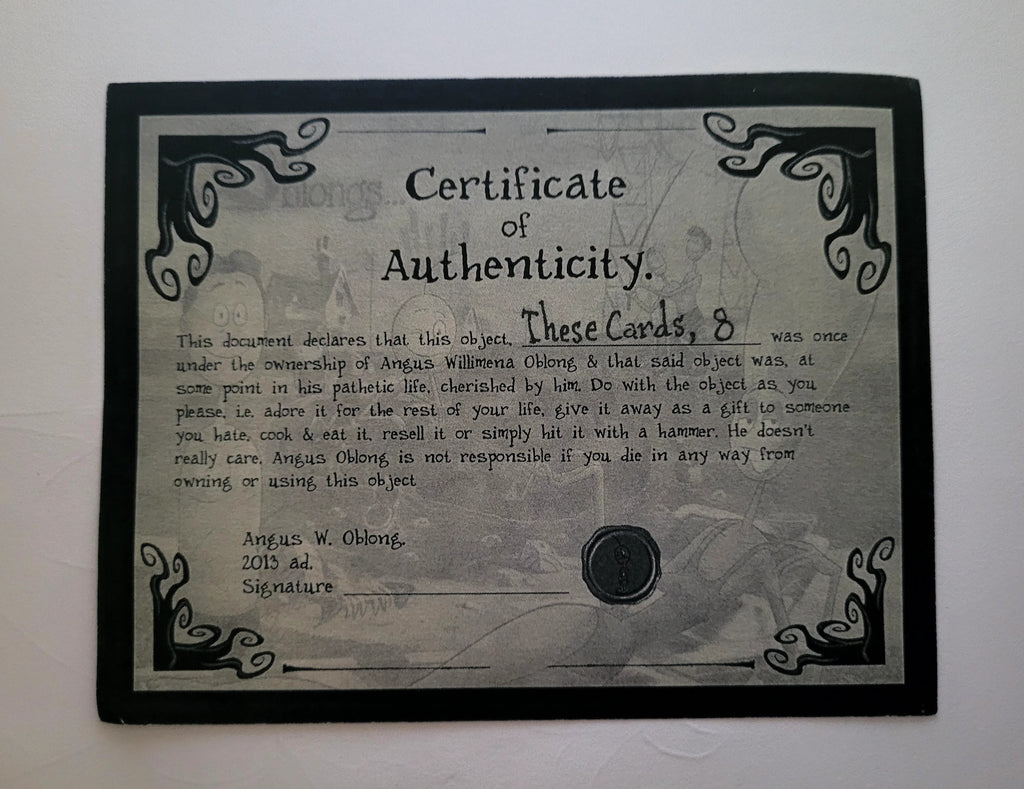 Certificate
of
Authenticity.
This document declares that this object, These Cards, 8 was once
under the ownership of Angus Willimena Oblong & that said object was, at
some point in his pathetic life, cherished by him. Do with the object as you
please, i.e. adore it for the rest of your life, give it away as a gift to someone
you hate, cook & eat it, resell it or simply hit it with a hammer. He doesn't
really care. Angus Oblong is not responsible if you die in any way from
owning or using this object
Angus W. Oblong.
2013 ad.
Signature